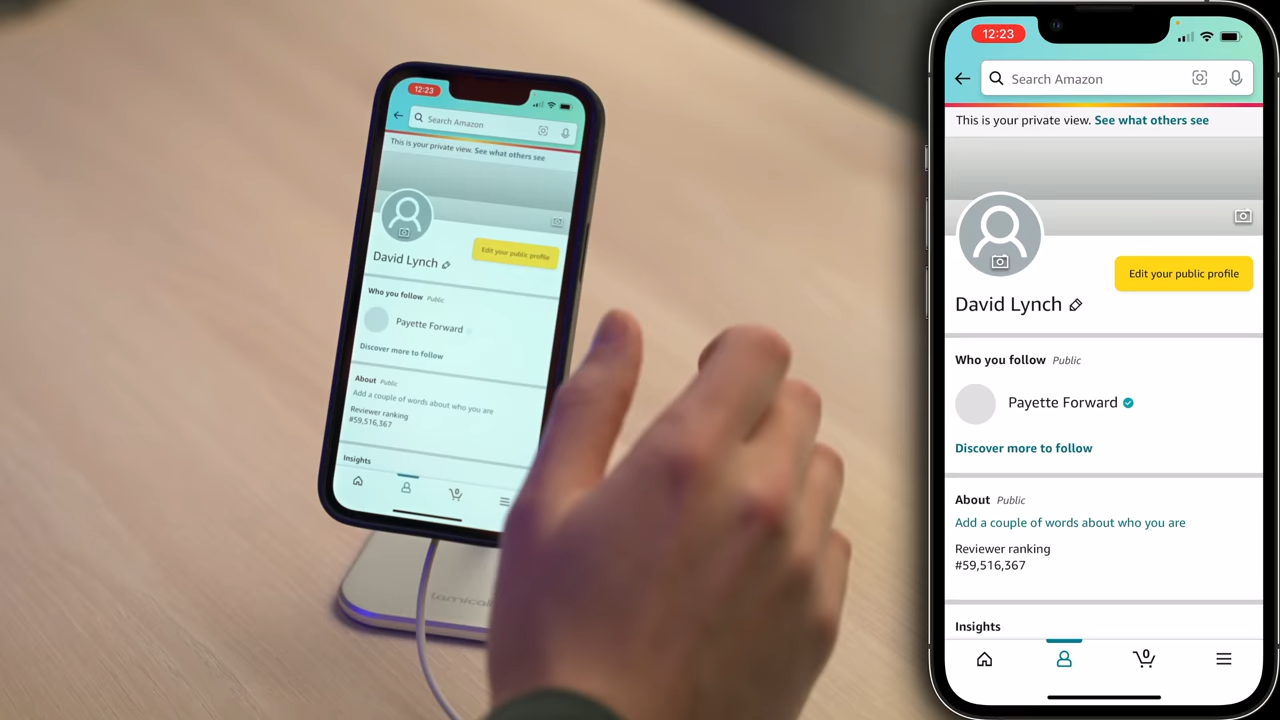 12:23
Search Amazon
This is your private view. See what others see
Edit your public profile
David Lynch
Who you follow Public
Payette Forward
Discover more to follow
About Public
Add a couple of words about who you are
Reviewer ranking
#59,516,367
Insights
0
lamicall
12:23
Search Amazon
This is your private view. See what others see
Edit your public profile
David Lynch
Who you follow Public
Payette Forward
Discover more to follow
About Public
Add a couple of words about who you are
Reviewer ranking
#59,516,367
Insights
0